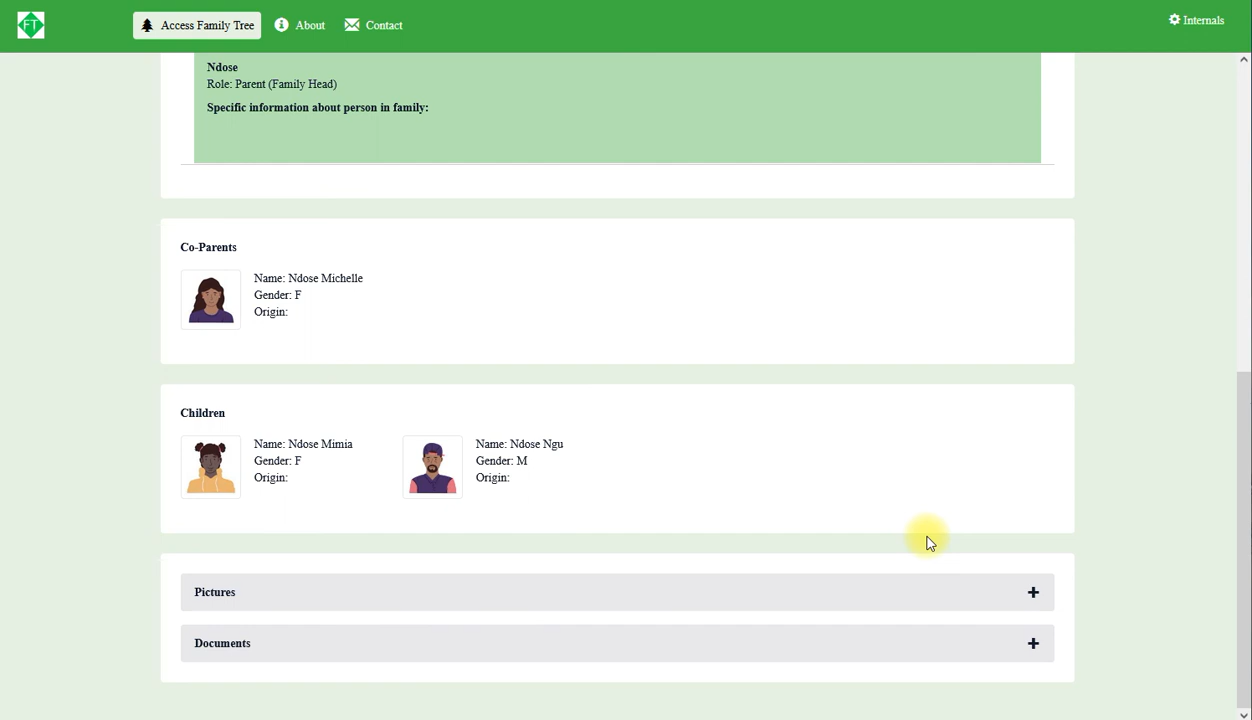 FT
Access Family Tree
About
Contact
Internals
Ndose
Role: Parent (Family Head)
Specific information about person in family:
Co-Parents
Name: Ndose Michelle
Gender: F
Origin:
Children
Name: Ndose Mimia
Gender: F
Origin:
Name: Ndose Ngu
Gender: M
Origin:
Pictures
Documents